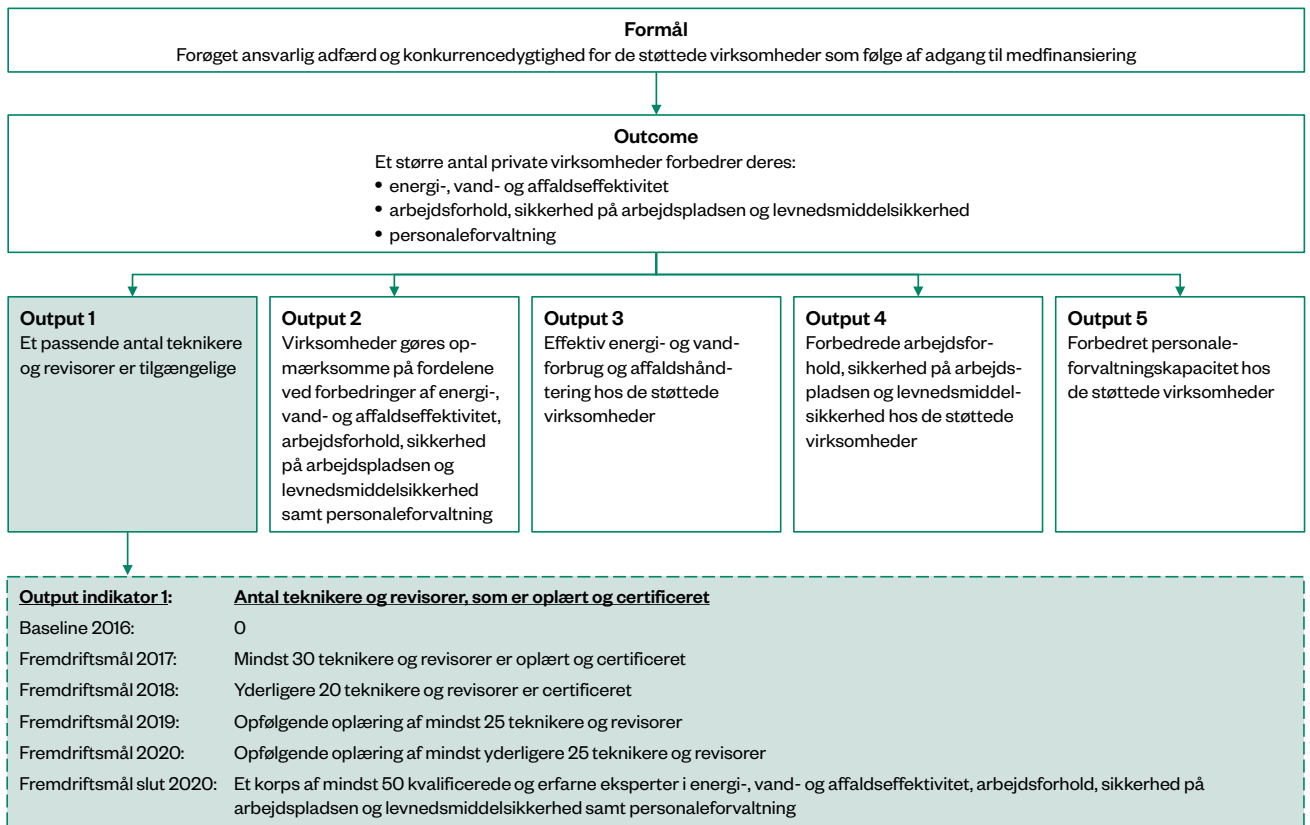 Formål
Forøget ansvarlig adfærd og konkurrencedygtighed for de støttede virksomheder som følge af adgang til medfinansiering
Outcome
Et større antal private virksomheder forbedrer deres:
• energi-, vand- og affaldseffektivitet
• arbejdsforhold, sikkerhed på arbejdspladsen og levnedsmiddelsikkerhed
• personaleforvaltning
Output 1
Et passende antal teknikere
og revisorer er tilgængelige
Output 2
Virksomheder gøres op-
mærksomme på fordelene
ved forbedringer af energi-,
vand- og affaldseffektivitet,
arbejdsforhold, sikkerhed
på arbejdspladsen og
levnedsmiddelsikkerhed
samt personaleforvaltning
Output 3
Effektiv energi- og vand-
forbrug og affaldshånd-
tering hos de støttede
virksomheder
Output 4
Forbedrede arbejdsfor-
hold, sikkerhed på arbejds-
pladsen og levnedsmiddel-
sikkerhed hos de støttede
virksomheder
Output 5
Forbedret personale-
forvaltningskapacitet hos
de støttede virksomheder
Output indikator 1: Antal teknikere og revisorer, som er oplært og certificeret
Baseline 2016: 0
Fremdriftsmål 2017: Mindst 30 teknikere og revisorer er oplært og certificeret
Fremdriftsmål 2018: Yderligere 20 teknikere og revisorer er certificeret
Fremdriftsmål 2019: Opfølgende oplæring af mindst 25 teknikere og revisorer
Fremdriftsmål 2020: Opfølgende oplæring af mindst yderligere 25 teknikere og revisorer
Fremdriftsmål slut 2020: Et korps af mindst 50 kvalificerede og erfarne eksperter i energi-, vand- og affaldseffektivitet, arbejdsforhold, sikkerhed på
arbejdspladsen og levnedsmiddelsikkerhed samt personaleforvaltning